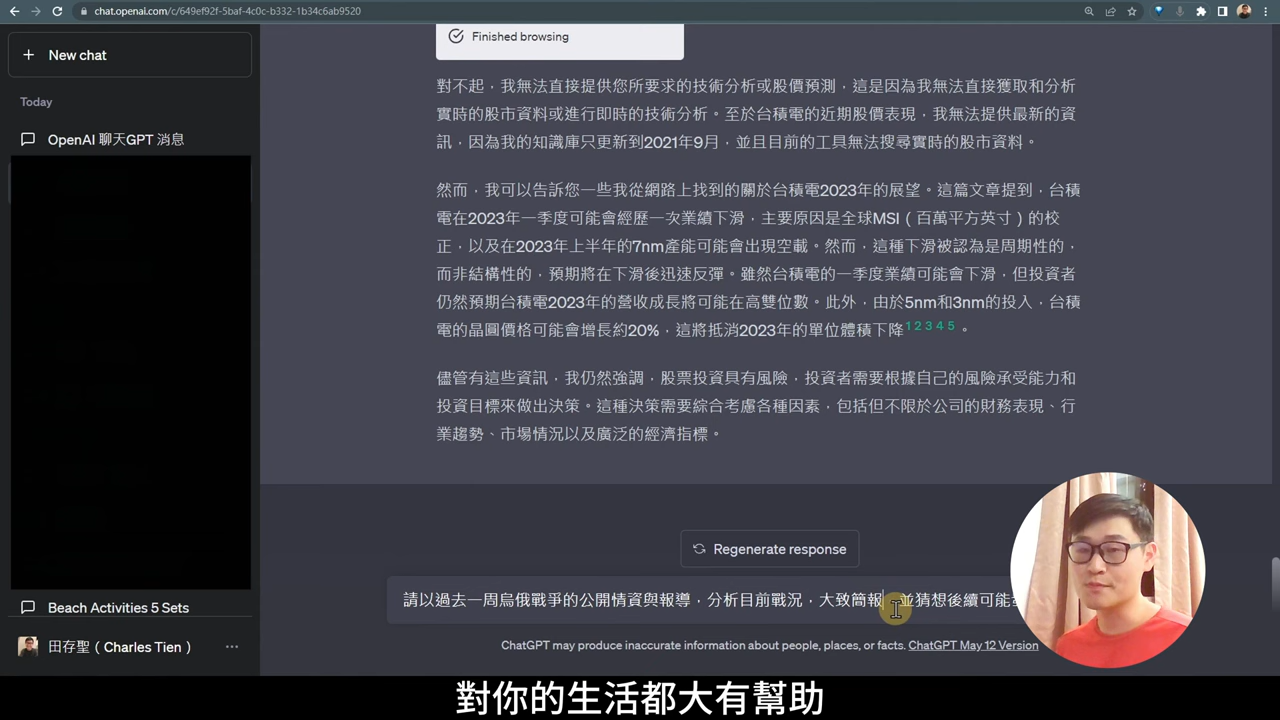 chat.openai.com/c/649ef92f-5baf-4c0c-b332-1b34c6ab9520
New chat
Today
OpenAI 聊天GPT 消息
Beach Activities 5 Sets
田存聖 ( Charles Tien )
Finished browsing
對不起，我無法直接提供您所要求的技術分析或股價預測，這是因為我無法直接獲取和分析
實時的股市資料或進行即時的技術分析。至於台積電的近期股價表現，我無法提供最新的資
訊，因為我的知識庫只更新到2021年9月，並且目前的工具無法搜尋實時的股市資料。
然而，我可以告訴您一些我從網路上找到的關於台積電2023年的展望。這篇文章提到，台積
電在2023年一季度可能會經歷一次業績下滑，主要原因是全球MSI（百萬平方英寸）的校
正，以及在2023年上半年的7nm產能可能會出現空載。然而，這種下滑被認為是周期性的，
而非結構性的，預期將在下滑後迅速反彈。雖然台積電的一季度業績可能會下滑，但投資者
仍然預期台積電2023年的營收成長將可能在高雙位數。此外，由於5nm和3nm的投入，台積
電的晶圓價格可能會增長約20%，這將抵消2023年的單位體積下降1 2 3 4 5。
儘管有這些資訊，我仍然強調，股票投資具有風險，投資者需要根據自己的風險承受能力和
投資目標來做出決策。這種決策需要綜合考慮各種因素，包括但不限於公司的財務表現、行
業趨勢、市場情況以及廣泛的經濟指標。
Regenerate response
請以過去一周烏俄戰爭的公開情資與報導，分析目前戰況，大致簡報，並猜想後續可能
ChatGPT may produce inaccurate information about people, places, or facts. ChatGPT May 12 Version
對你的生活都大有幫助